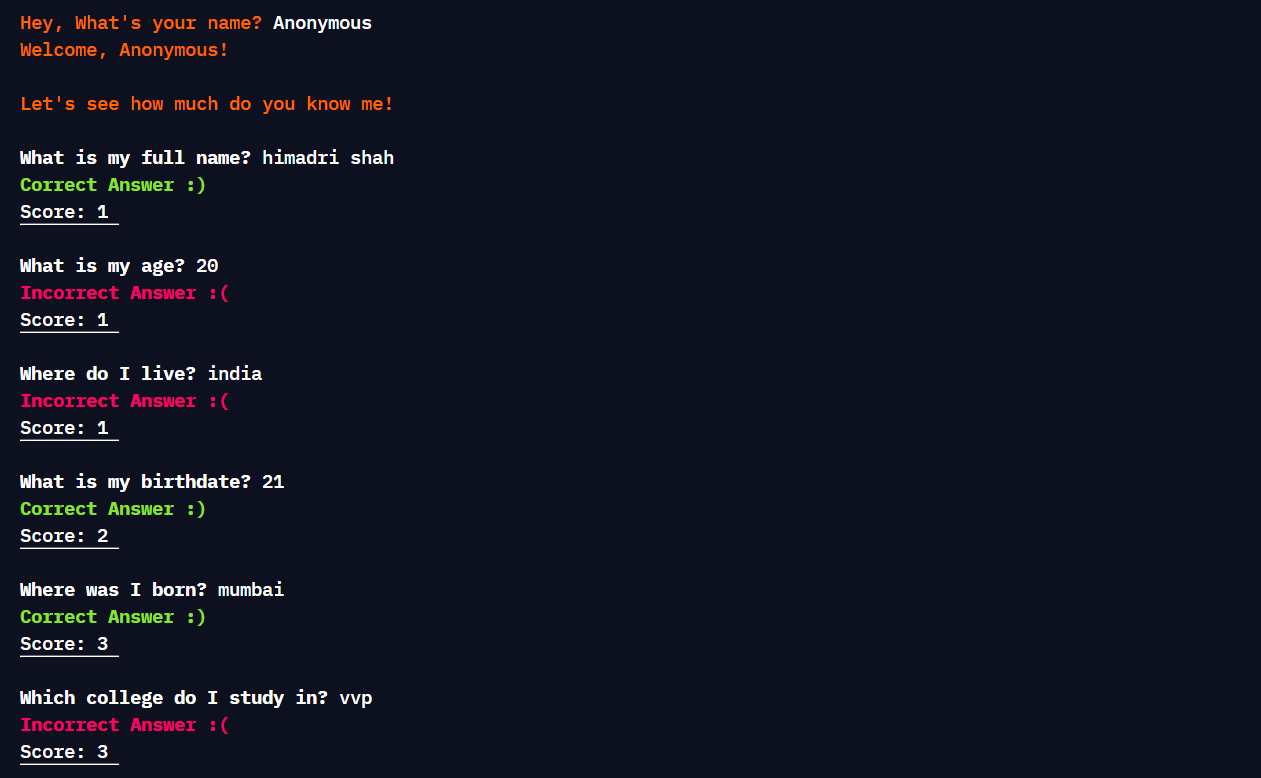 Hey, What's your name? Anonymous
Welcome, Anonymous!
Let's see how much do you know me!
What is my full name? himadri shah
Correct Answer :)
Score: 1
What is my age? 20
Incorrect Answer :(
Score: 1
Where do I live? india
Incorrect Answer :(
Score: 1
What is my birthdate? 21
Correct Answer :)
Score: 2
Where was I born? mumbai
Correct Answer :)
Score: 3
Which college do I study in? vvp
Incorrect Answer :(
Score: 3